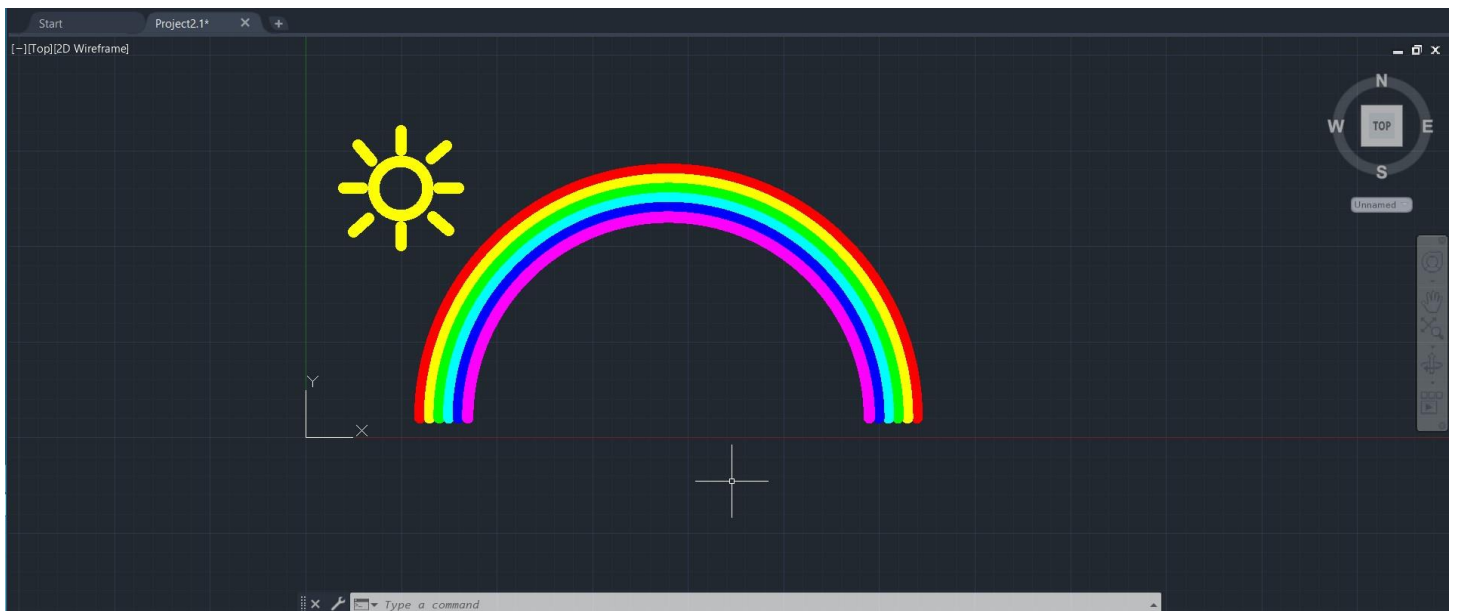 Start
Project2.1*
[−][Top][2D Wireframe]
N
W TOP E
S
Unnamed
Y
X
Type a command